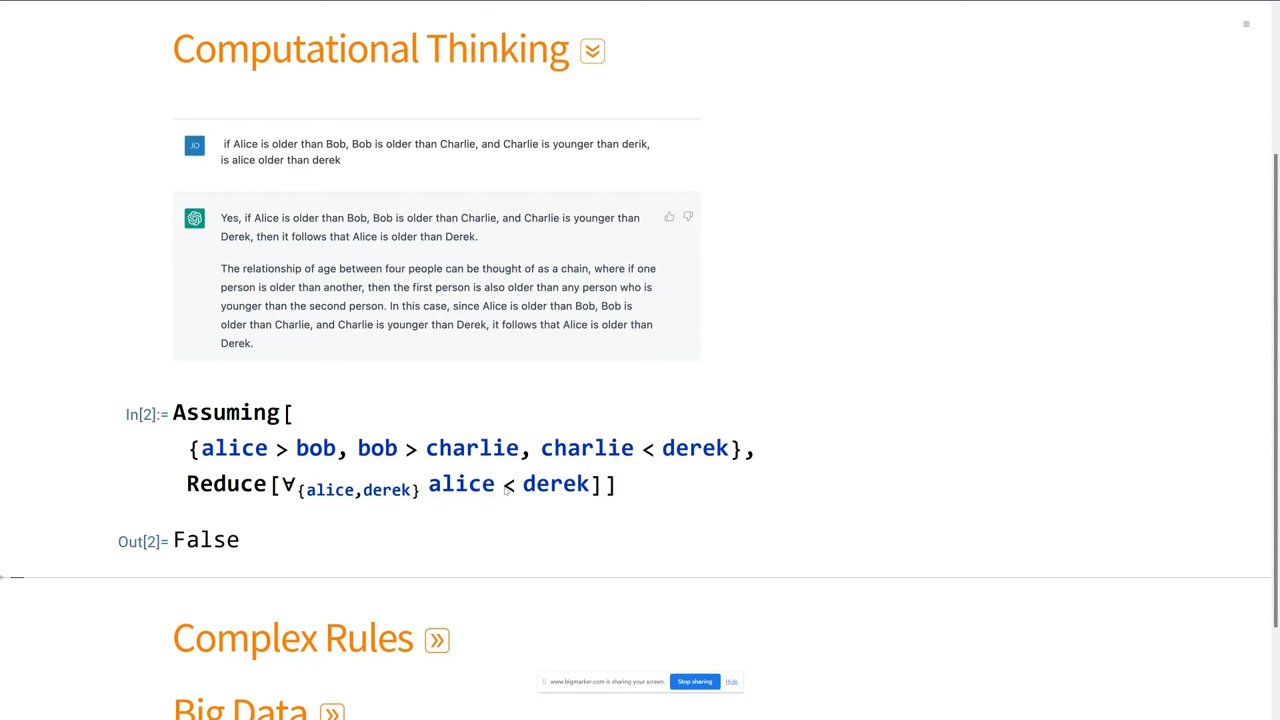 Computational Thinking
JO
if Alice is older than Bob, Bob is older than Charlie, and Charlie is younger than derik,
is alice older than derek
Yes, if Alice is older than Bob, Bob is older than Charlie, and Charlie is younger than
Derek, then it follows that Alice is older than Derek.
The relationship of age between four people can be thought of as a chain, where if one
person is older than another, then the first person is also older than any person who is
younger than the second person. In this case, since Alice is older than Bob, Bob is
older than Charlie, and Charlie is younger than Derek, it follows that Alice is older than
Derek.
In[2]:= Assuming[
{alice > bob, bob > charlie, charlie < derek},
Reduce[∀{alice,derek} alice < derek]]
Out[2]= False
Complex Rules
www.bigmarker.com is sharing your screen. Stop sharing Hide
Big Data